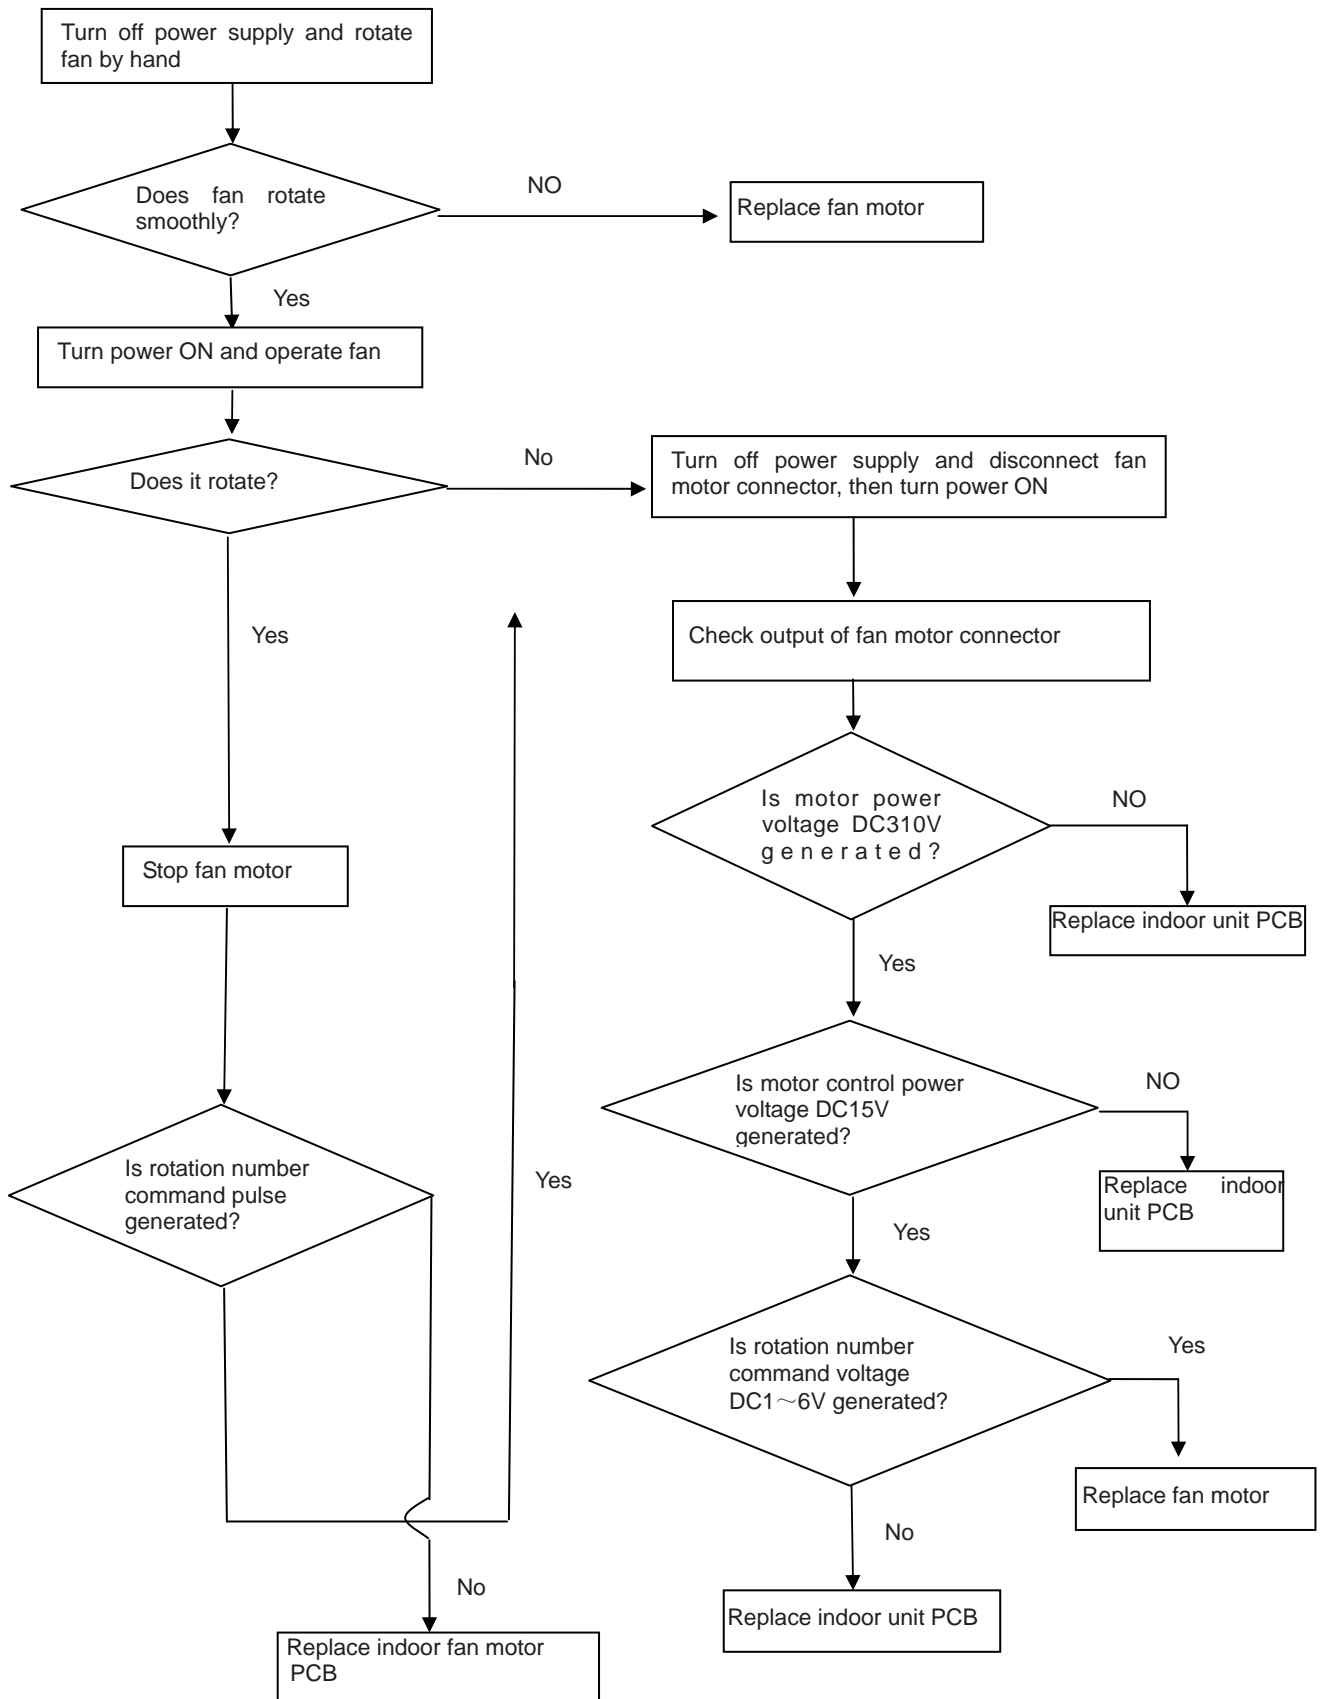 Turn off power supply and rotate
fan by hand
Does fan rotate
smoothly?
NO
Replace fan motor
Yes
Turn power ON and operate fan
Does it rotate?
No
Turn off power supply and disconnect fan
motor connector, then turn power ON
Yes
Check output of fan motor connector
Is motor power
voltage DC310V
generated?
NO
Replace indoor unit PCB
Yes
Stop fan motor
Is motor control power
voltage DC15V
generated?
NO
Replace indoor
unit PCB
Yes
Is rotation number
command pulse
generated?
Yes
Is rotation number
command voltage
DC1～6V generated?
Yes
Replace fan motor
No
Replace indoor unit PCB
No
Replace indoor fan motor
PCB